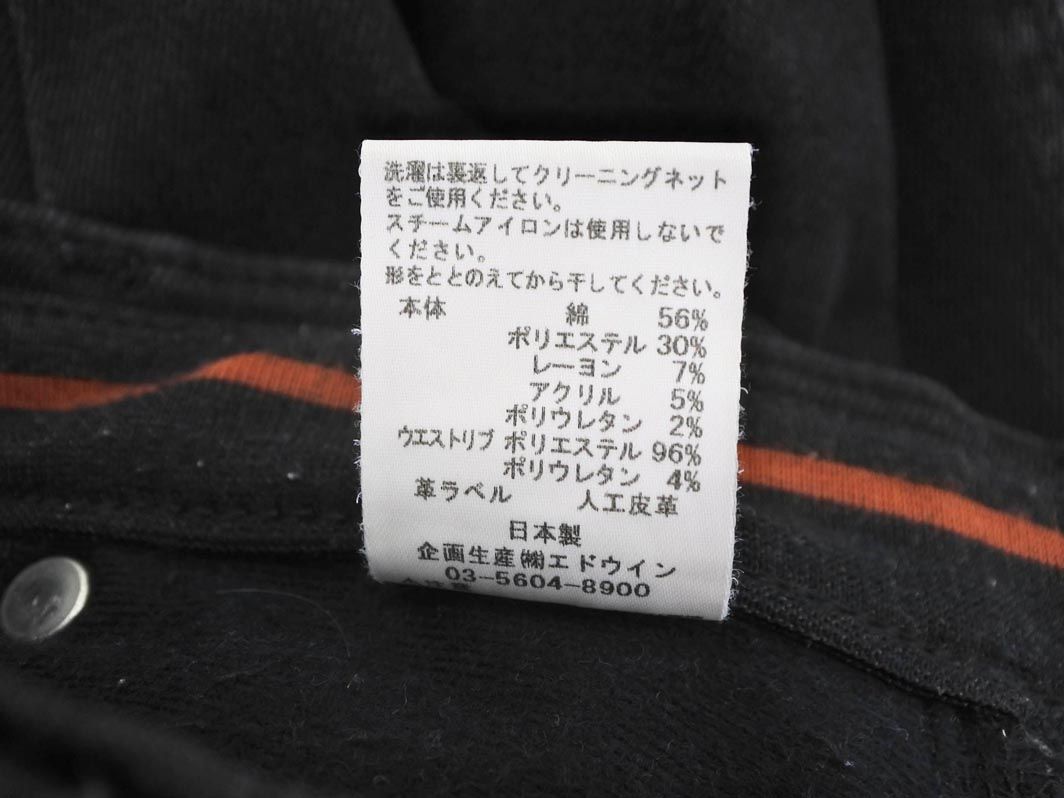 洗濯は裏返してクリーニングネット
をご使用ください。
スチームアイロンは使用しないで
ください。
形をととのえてから干してください。
本体 綿 56%
ポリエステル 30%
レーヨン 7%
アクリル 5%
ポリウレタン 2%
ウエストリブ ポリエステル 96%
ポリウレタン 4%
革ラベル 人工皮革
日本製
企画生産㈱エドウイン
03-5604-8900